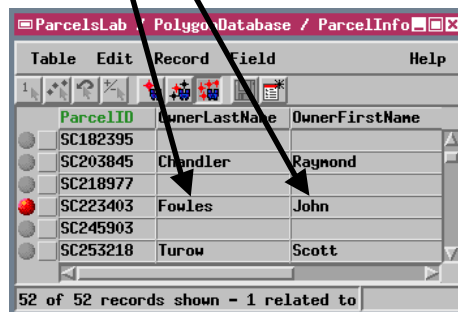 ParcelsLab / PolygonDatabase / ParcelInfo
Table Edit Record Field Help
1
ParcelID OwnerLastName OwnerFirstName
SC182395
SC203845 Chandler Raymond
SC218977
SC223403 Fowles John
SC245903
SC253218 Turow Scott
52 of 52 records shown - 1 related to